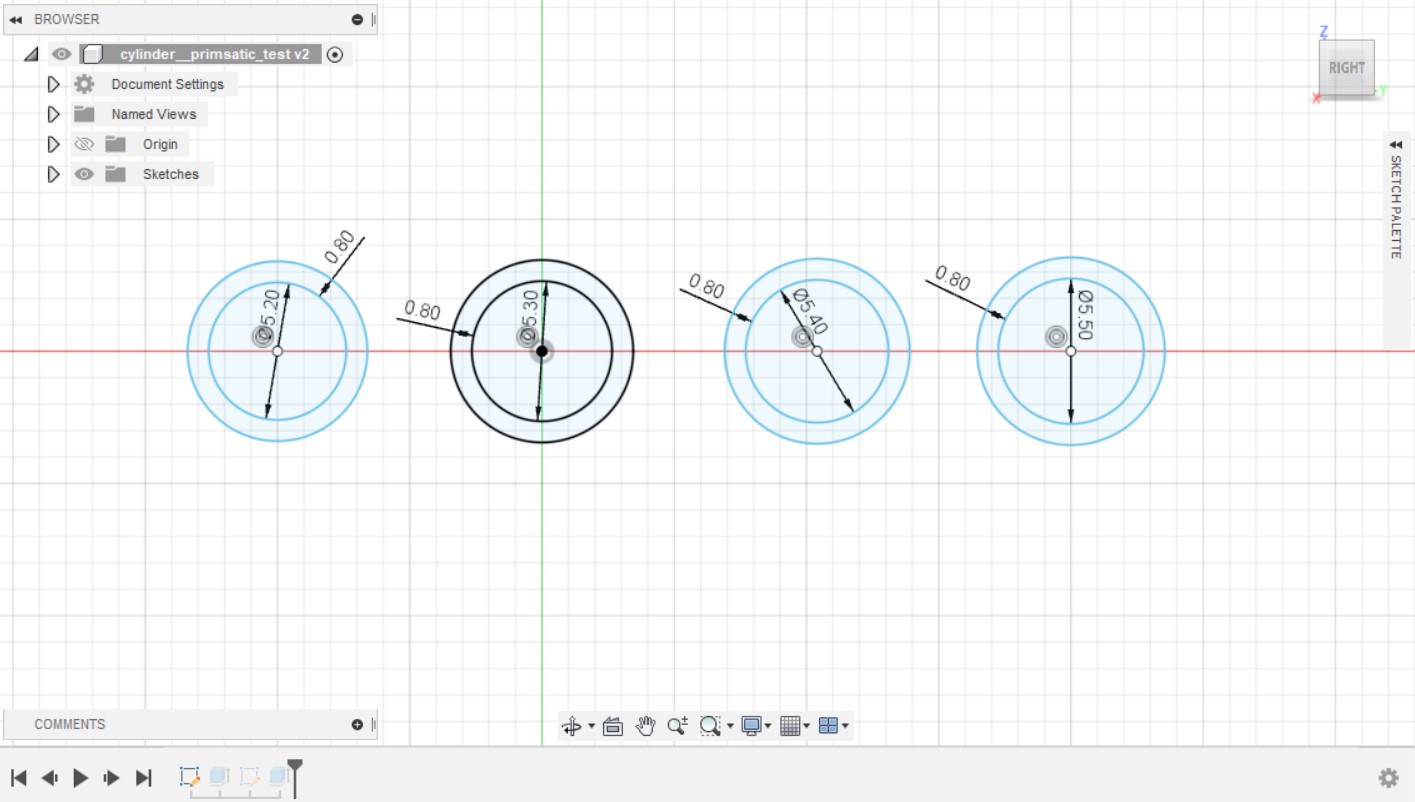 BROWSER
cylinder__primsatic_test v2
Document Settings
Named Views
Origin
Sketches
Z
RIGHT
X
Y
SKETCH PALETTE
0.80
Ø5.20
0.80
Ø5.30
0.80
Ø5.40
0.80
Ø5.50
COMMENTS